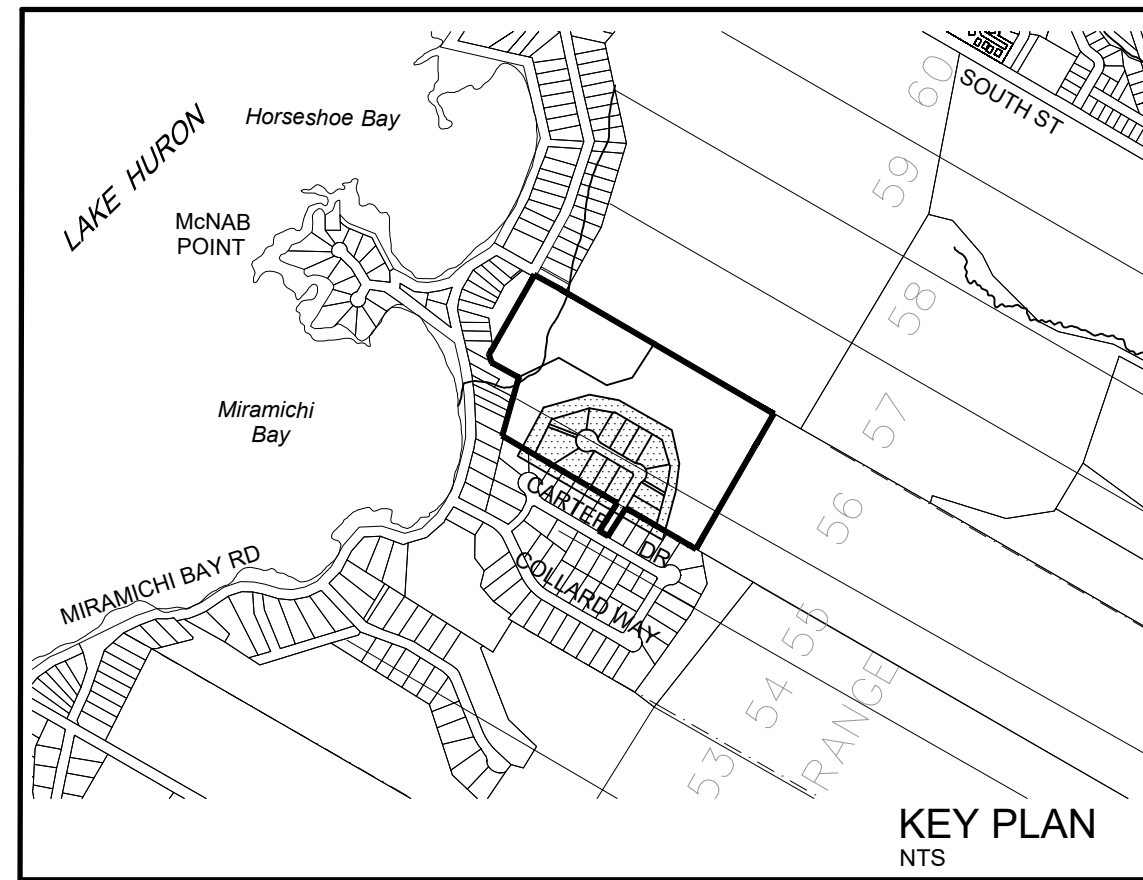 60
SOUTH ST
Horseshoe Bay
LAKE HURON
59
McNAB
POINT
58
57
Miramichi
Bay
56
CARTER DR
COLLARD WAY
MIRAMICHI BAY RD
55
54
53
RANGE
KEY PLAN
NTS